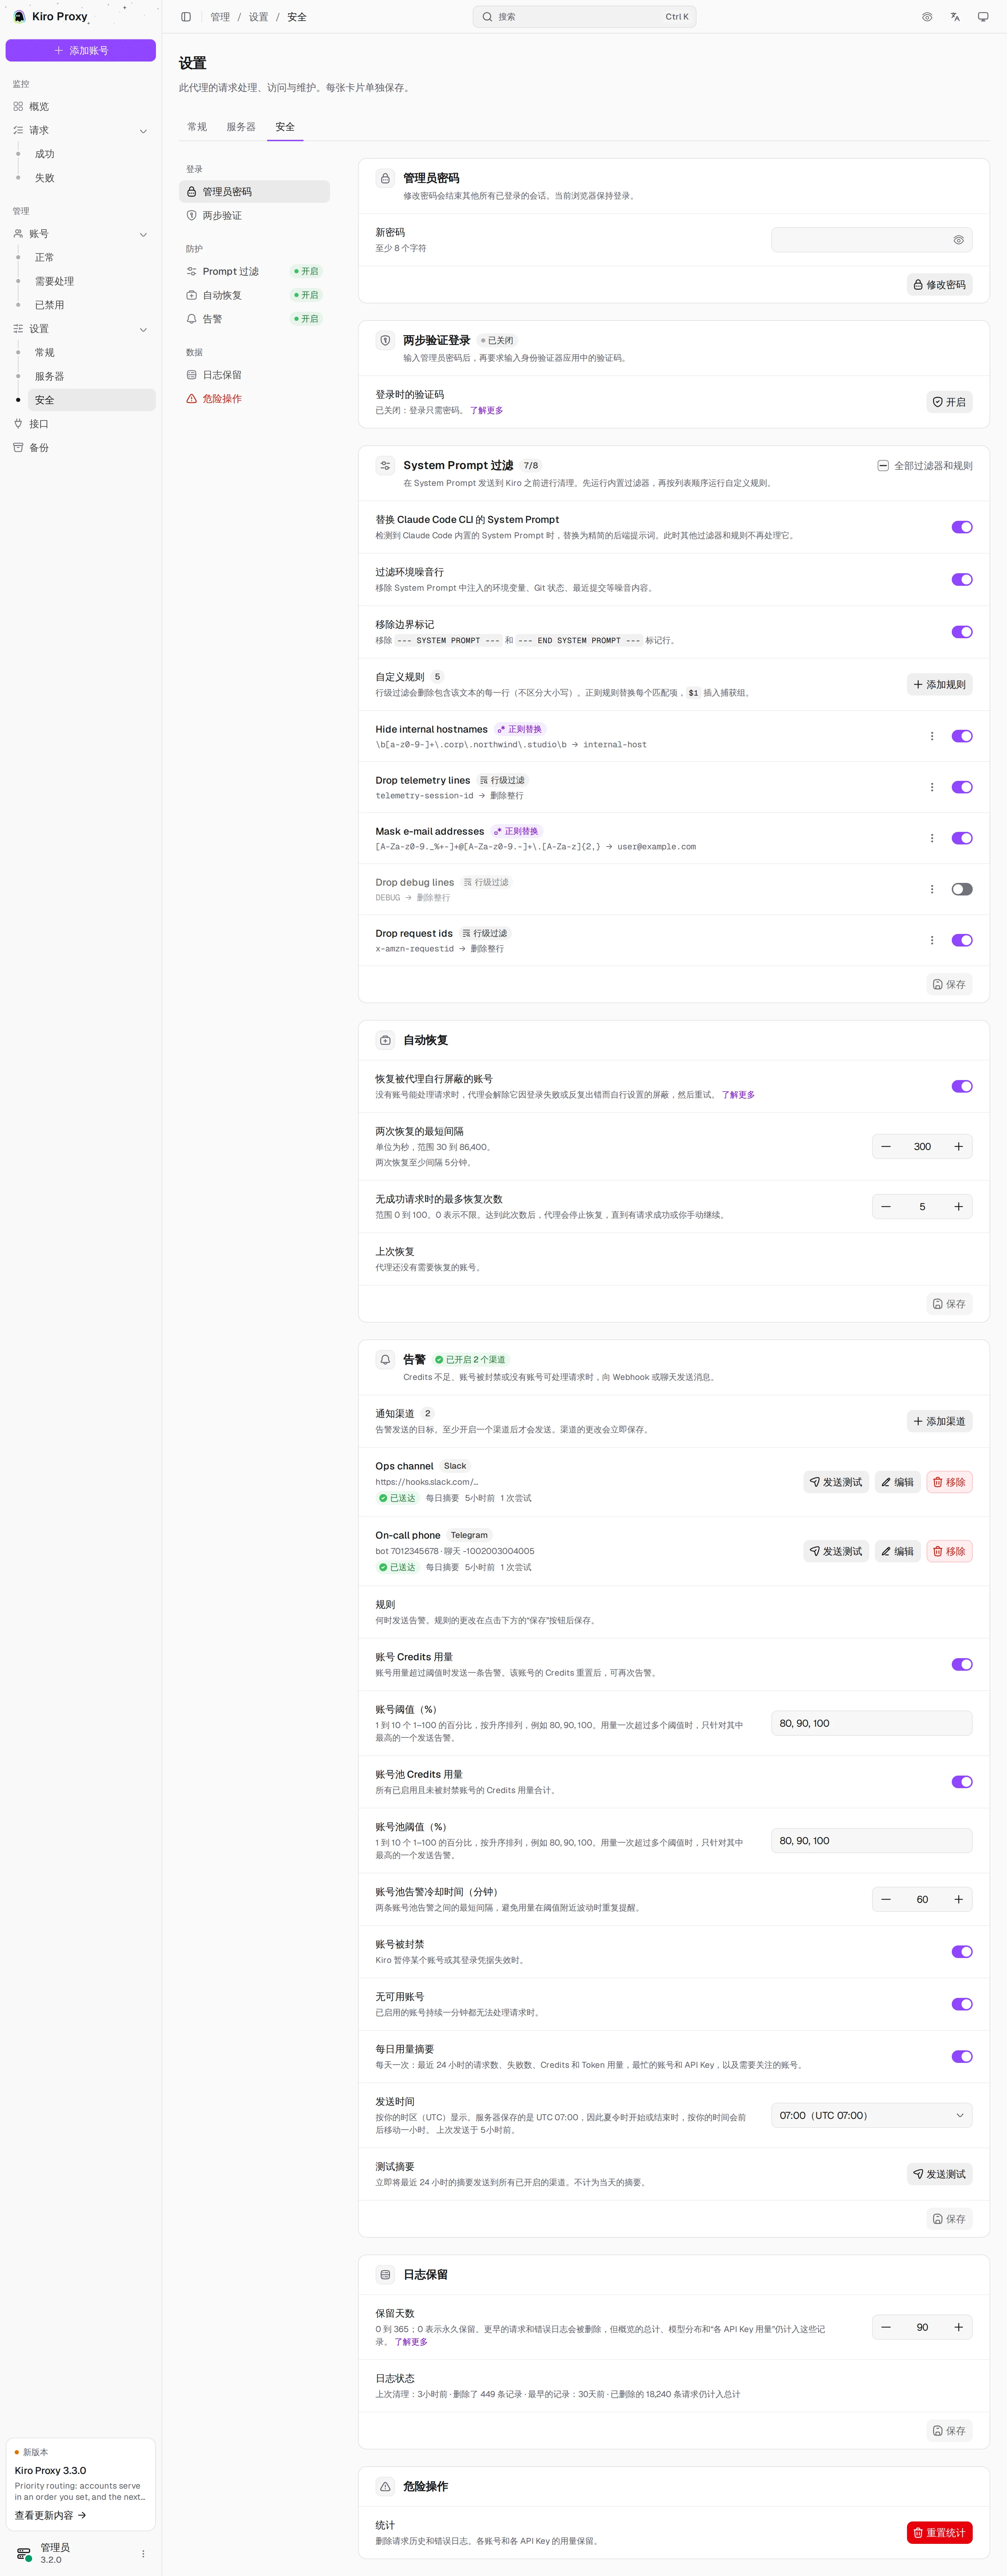 Kiro Proxy
添加账号
监控
概览
请求
成功
失败
管理
账号
正常
需要处理
已禁用
设置
常规
服务器
安全
接口
备份
新版本
Kiro Proxy 3.3.0
Priority routing: accounts serve
in an order you set, and the next...
查看更新内容 →
管理员
3.2.0
管理 / 设置 / 安全
搜索 Ctrl K
设置
此代理的请求处理、访问与维护。每张卡片单独保存。
常规 服务器 安全
登录
管理员密码
两步验证
防护
Prompt 过滤 开启
自动恢复 开启
告警 开启
数据
日志保留
危险操作
管理员密码
修改密码会结束其他所有已登录的会话。当前浏览器保持登录。
新密码
至少 8 个字符
修改密码
两步验证登录 已关闭
输入管理员密码后，再要求输入身份验证器应用中的验证码。
登录时的验证码
已关闭：登录只需密码。 了解更多
开启
System Prompt 过滤 7/8
全部过滤器和规则
在 System Prompt 发送到 Kiro 之前进行清理。先运行内置过滤器，再按列表顺序运行自定义规则。
替换 Claude Code CLI 的 System Prompt
检测到 Claude Code 内置的 System Prompt 时，替换为精简的后端提示词。此时其他过滤器和规则不再处理它。
过滤环境噪音行
移除 System Prompt 中注入的环境变量、Git 状态、最近提交等噪音内容。
移除边界标记
移除 --- SYSTEM PROMPT --- 和 --- END SYSTEM PROMPT --- 标记行。
自定义规则 5
行级过滤会删除包含该文本的每一行（不区分大小写）。正则规则替换每个匹配项，$1 插入捕获组。
添加规则
Hide internal hostnames 正则替换
\b[a-z0-9-]+\.corp\.northwind\.studio\b → internal-host
Drop telemetry lines 行级过滤
telemetry-session-id → 删除整行
Mask e-mail addresses 正则替换
[A-Za-z0-9._%+-]+@[A-Za-z0-9.-]+\.[A-Za-z]{2,} → user@example.com
Drop debug lines 行级过滤
DEBUG → 删除整行
Drop request ids 行级过滤
x-amzn-requestid → 删除整行
保存
自动恢复
恢复被代理自行屏蔽的账号
没有账号能处理请求时，代理会解除它因登录失败或反复出错而自行设置的屏蔽，然后重试。 了解更多
两次恢复的最短间隔
单位为秒，范围 30 到 86,400。
两次恢复至少间隔 5分钟。
300
无成功请求时的最多恢复次数
范围 0 到 100。0 表示不限。达到此次数后，代理会停止恢复，直到有请求成功或你手动继续。
5
上次恢复
代理还没有需要恢复的账号。
保存
告警 已开启 2 个渠道
Credits 不足、账号被封禁或没有账号可处理请求时，向 Webhook 或聊天发送消息。
通知渠道 2
告警发送的目标。至少开启一个渠道后才会发送。渠道的更改会立即保存。
添加渠道
Ops channel Slack
https://hooks.slack.com/...
已送达 每日摘要 5小时前 1 次尝试
发送测试 编辑 移除
On-call phone Telegram
bot 7012345678 · 聊天 -1002003004005
已送达 每日摘要 5小时前 1 次尝试
发送测试 编辑 移除
规则
何时发送告警。规则的更改在点击下方的“保存”按钮后保存。
账号 Credits 用量
账号用量超过阈值时发送一条告警。该账号的 Credits 重置后，可再次告警。
账号阈值（%）
1 到 10 个 1–100 的百分比，按升序排列，例如 80, 90, 100。用量一次超过多个阈值时，只针对其中
最高的一个发送告警。
80, 90, 100
账号池 Credits 用量
所有已启用且未被封禁账号的 Credits 用量合计。
账号池阈值（%）
1 到 10 个 1–100 的百分比，按升序排列，例如 80, 90, 100。用量一次超过多个阈值时，只针对其中
最高的一个发送告警。
80, 90, 100
账号池告警冷却时间（分钟）
两条账号池告警之间的最短间隔，避免用量在阈值附近波动时重复提醒。
60
账号被封禁
Kiro 暂停某个账号或其登录凭据失效时。
无可用账号
已启用的账号持续一分钟都无法处理请求时。
每日用量摘要
每天一次：最近 24 小时的请求数、失败数、Credits 和 Token 用量，最忙的账号和 API Key，以及需要关注的账号。
发送时间
按你的时区（UTC）显示。服务器保存的是 UTC 07:00，因此夏令时开始或结束时，按你的时间会前
后移动一小时。 上次发送于 5小时前。
07:00（UTC 07:00）
测试摘要
立即将最近 24 小时的摘要发送到所有已开启的渠道。不计为当天的摘要。
发送测试
保存
日志保留
保留天数
0 到 365：0 表示永久保留。更早的请求和错误日志会被删除，但概览的总计、模型分布和“各 API Key 用量”仍计入这些记
录。 了解更多
90
日志状态
上次清理：3小时前 · 删除了 449 条记录 · 最早的记录：30天前 · 已删除的 18,240 条请求仍计入总计
保存
危险操作
统计
删除请求历史和错误日志。各账号和各 API Key 的用量保留。
重置统计